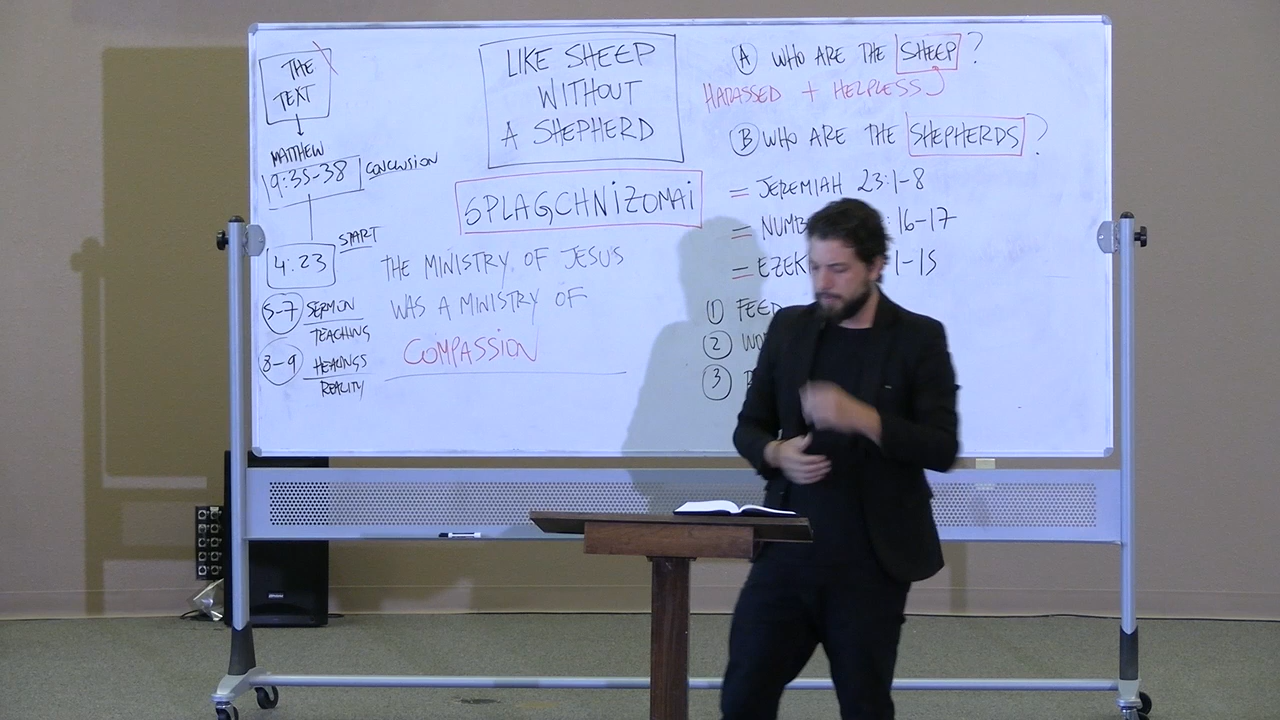 THE
TEXT
MATTHEW
9:35-38 CONCLUSION
4:23 START
5-7 SERMON
TEACHING
8-9 HEALINGS
REALITY
LIKE SHEEP
WITHOUT
A SHEPHERD
SPLAGCHNiZOMAi
THE MINISTRY OF JESUS
WAS A MINISTRY OF
COMPASSION
A WHO ARE THE SHEEP?
HARASSED + HELPLESS
B WHO ARE THE SHEPHERDS?
= JEREMIAH 23:1-8
= NUMB :16-17
= EZEK 1-15
1 FEED
2
3